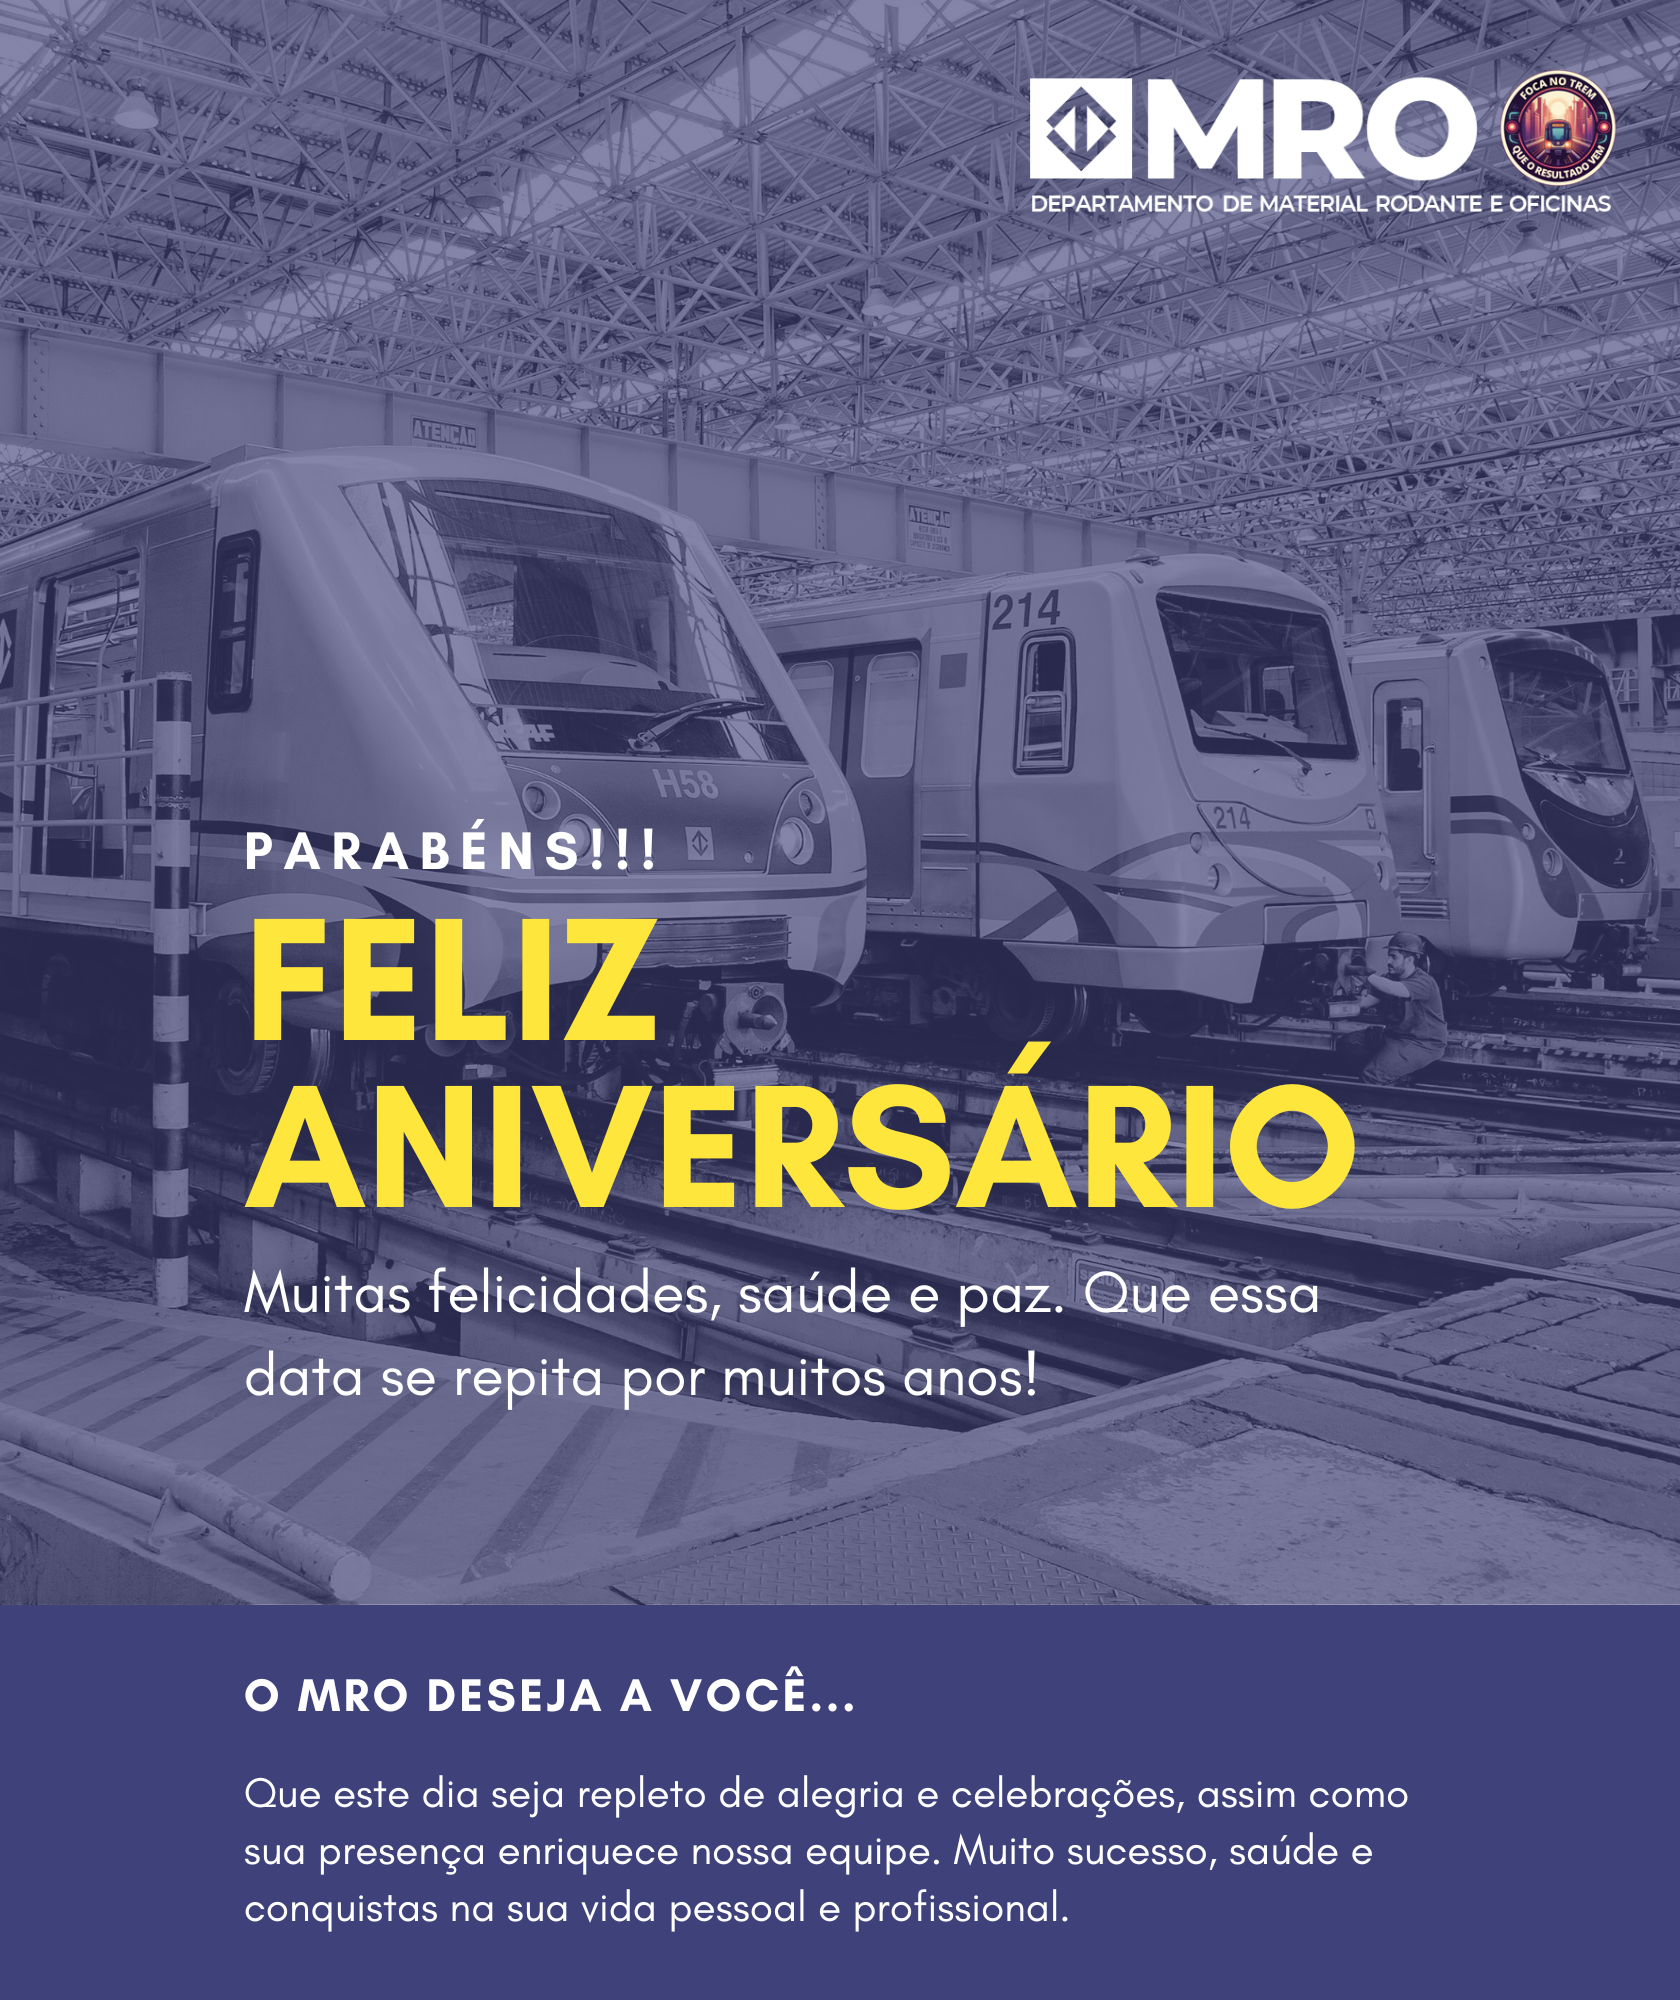 MRO
FOCA NO TREM
QUE O RESULTADO VEM
DEPARTAMENTO DE MATERIAL RODANTE E OFICINAS
ATENÇÃO
ATENÇÃO
214
H58
214
PARABÉNS!!!
FELIZ
ANIVERSÁRIO
Muitas felicidades, saúde e paz. Que essa
data se repita por muitos anos!
O MRO DESEJA A VOCÊ...
Que este dia seja repleto de alegria e celebrações, assim como
sua presença enriquece nossa equipe. Muito sucesso, saúde e
conquistas na sua vida pessoal e profissional.